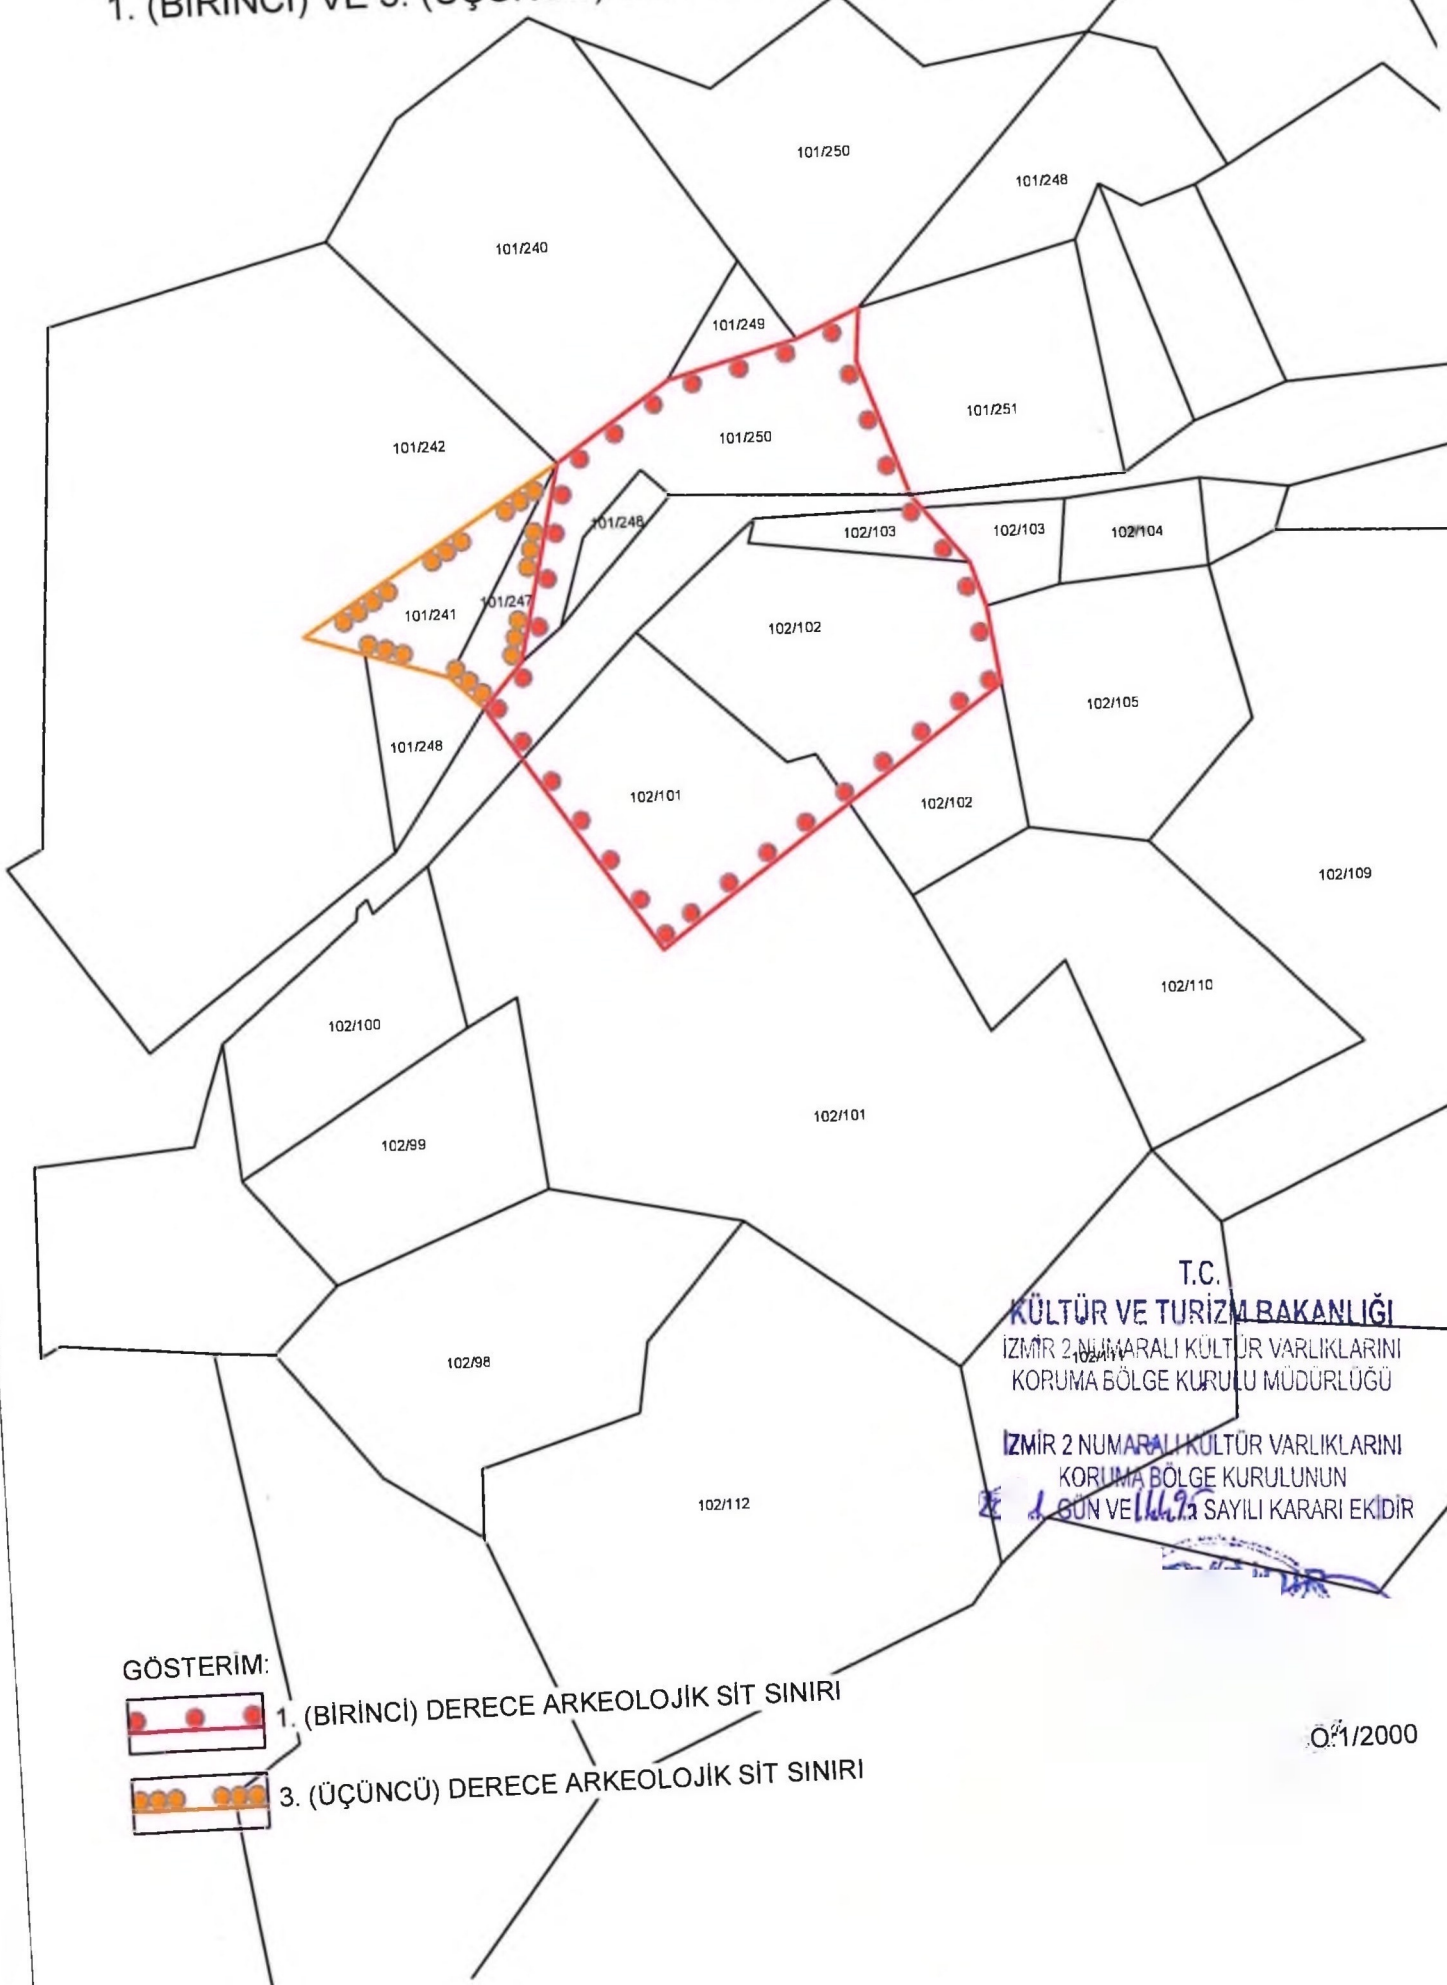 1. (BİRİNCİ) VE 3.
101/250
101/248
101/240
101/249
101/251
101/250
101/242
101/248
102/103
102/103
102/104
101/247
101/241
102/102
102/105
101/248
102/101
102/102
102/109
102/110
102/100
102/101
102/99
T.C.
KÜLTÜR VE TURİZM BAKANLIĞI
İZMİR 2 NUMARALI KÜLTÜR VARLIKLARINI
102/111
KORUMA BÖLGE KURULU MÜDÜRLÜĞÜ
102/98
İZMİR 2 NUMARALI KÜLTÜR VARLIKLARINI
KORUMA BÖLGE KURULUNUN
GÜN VE SAYILI KARARI EKİDİR
102/112
GÖSTERİM:
1. (BİRİNCİ) DERECE ARKEOLOJİK SİT SINIRI
3. (ÜÇÜNCÜ) DERECE ARKEOLOJİK SİT SINIRI
Ö:1/2000